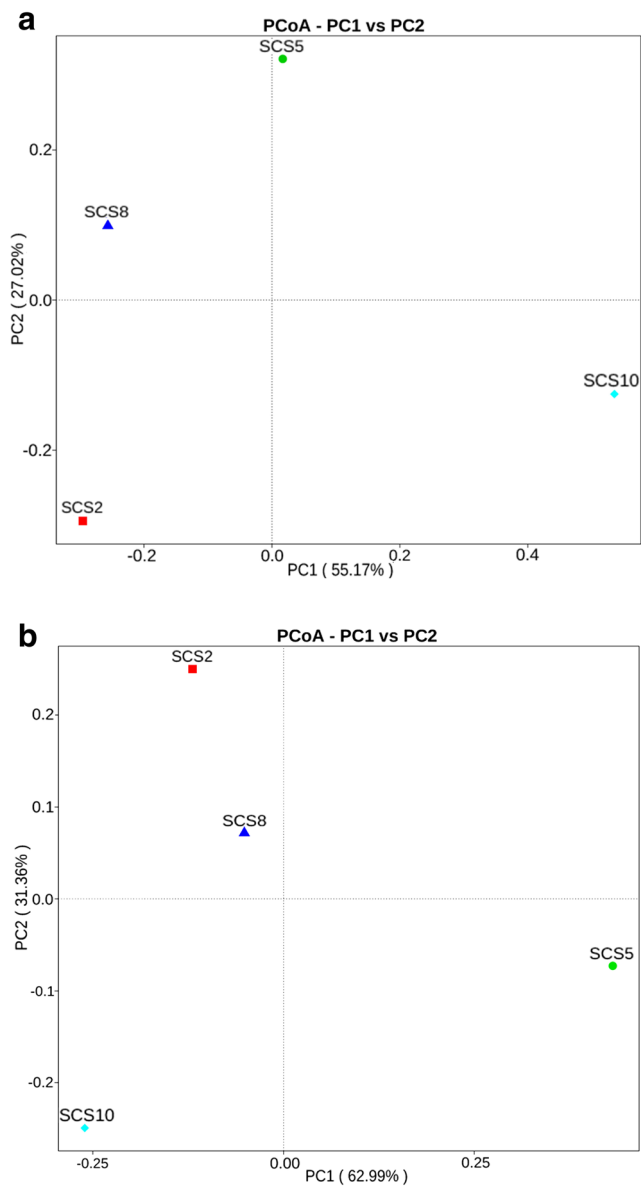 a
PCoA - PC1 vs PC2
SCS5
0.2
SCS8
0.0
PC2 ( 27.02% )
SCS10
-0.2
SCS2
-0.2
0.0
0.2
0.4
PC1 ( 55.17% )
b
PCoA - PC1 vs PC2
SCS2
0.2
0.1
SCS8
PC2 ( 31.36% )
0.0
SCS5
-0.1
-0.2
SCS10
-0.25
0.00
0.25
PC1 ( 62.99% )